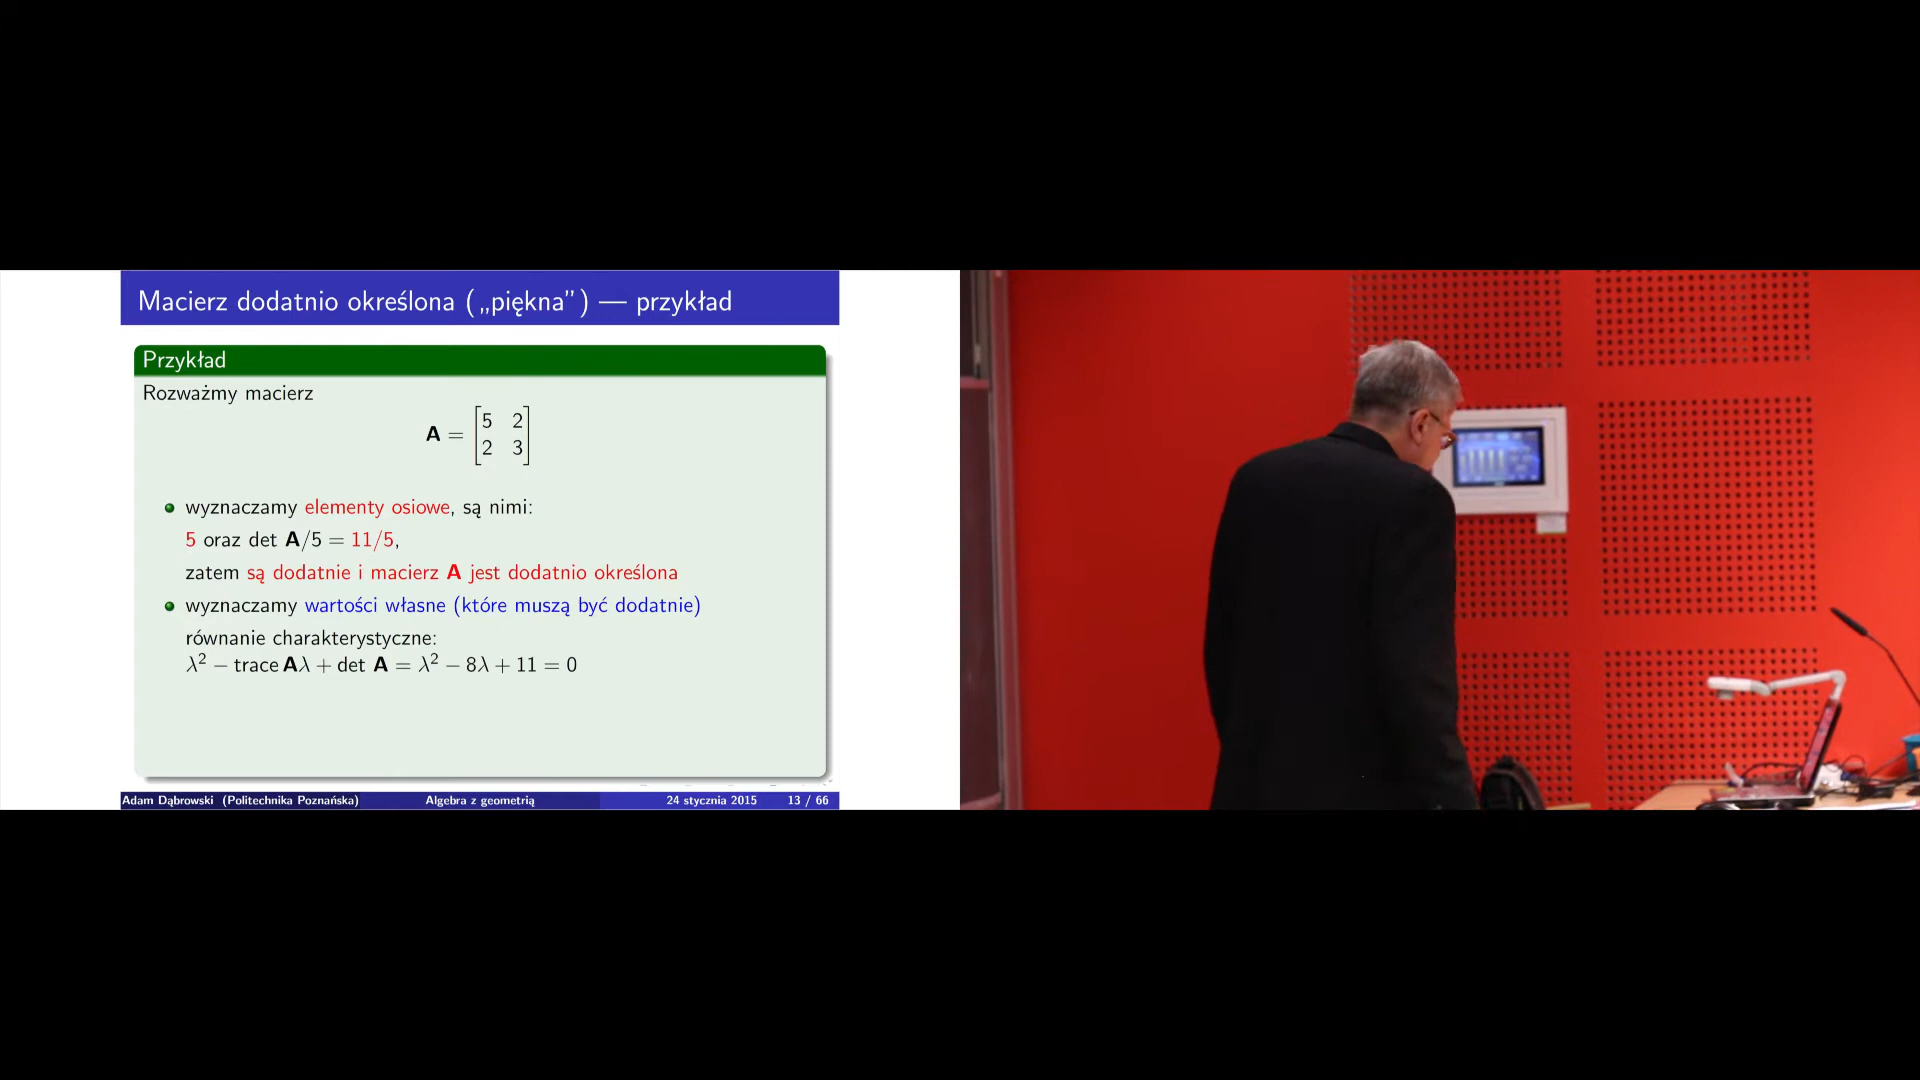 Macierz dodatnio określona („piękna”) — przykład
Przykład
Rozważmy macierz
A = [5 2
2 3]
wyznaczamy elementy osiowe, są nimi:
5 oraz det A/5 = 11/5,
zatem są dodatnie i macierz A jest dodatnio określona
wyznaczamy wartości własne (które muszą być dodatnie)
równanie charakterystyczne:
λ² − trace Aλ + det A = λ² − 8λ + 11 = 0
Adam Dąbrowski (Politechnika Poznańska) Algebra z geometrią 24 stycznia 2015 13 / 66